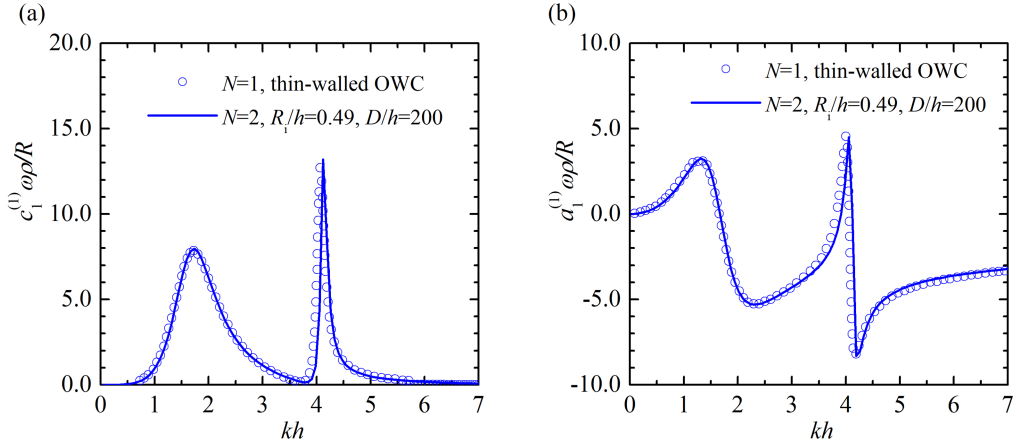 (a)
20.0
15.0
10.0
5.0
0.0
c₁⁽¹⁾ωρ/R
N=1, thin-walled OWC
N=2, Rᵢ/h=0.49, D/h=200
0 1 2 3 4 5 6 7
kh
(b)
10.0
5.0
0.0
-5.0
-10.0
a₁⁽¹⁾ωρ/R
N=1, thin-walled OWC
N=2, Rᵢ/h=0.49, D/h=200
0 1 2 3 4 5 6 7
kh